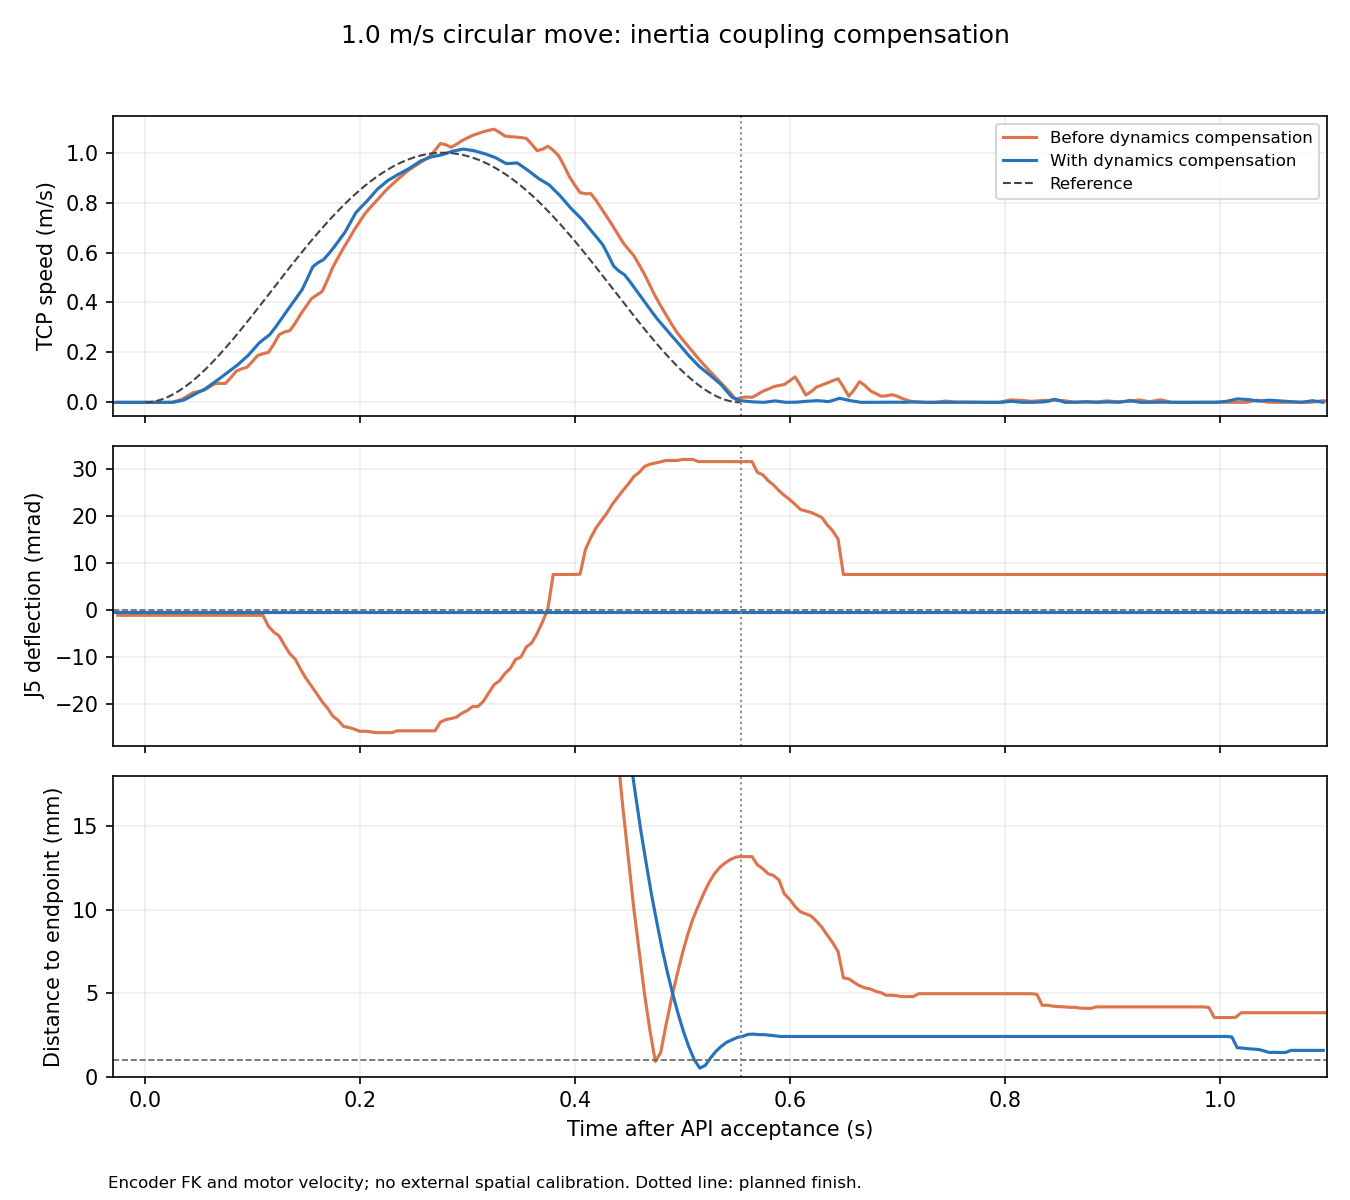 1.0 m/s circular move: inertia coupling compensation
TCP speed (m/s)
1.0
0.8
0.6
0.4
0.2
0.0
Before dynamics compensation
With dynamics compensation
Reference
J5 deflection (mrad)
30
20
10
0
−10
−20
Distance to endpoint (mm)
15
10
5
0
0.0 0.2 0.4 0.6 0.8 1.0
Time after API acceptance (s)
Encoder FK and motor velocity; no external spatial calibration. Dotted line: planned finish.